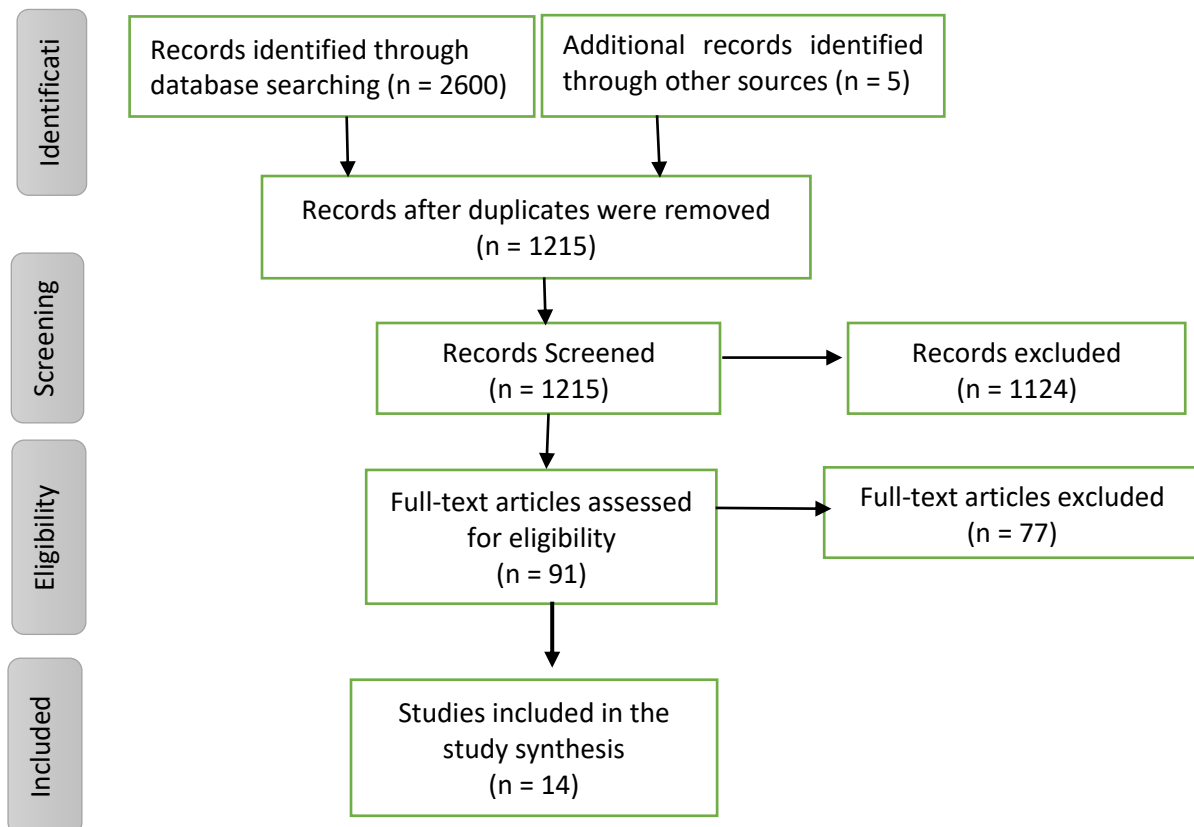 Identificati
Records identified through
database searching (n = 2600)
Additional records identified
through other sources (n = 5)
Records after duplicates were removed
(n = 1215)
Screening
Records Screened
(n = 1215)
Records excluded
(n = 1124)
Eligibility
Full-text articles assessed
for eligibility
(n = 91)
Full-text articles excluded
(n = 77)
Included
Studies included in the
study synthesis
(n = 14)